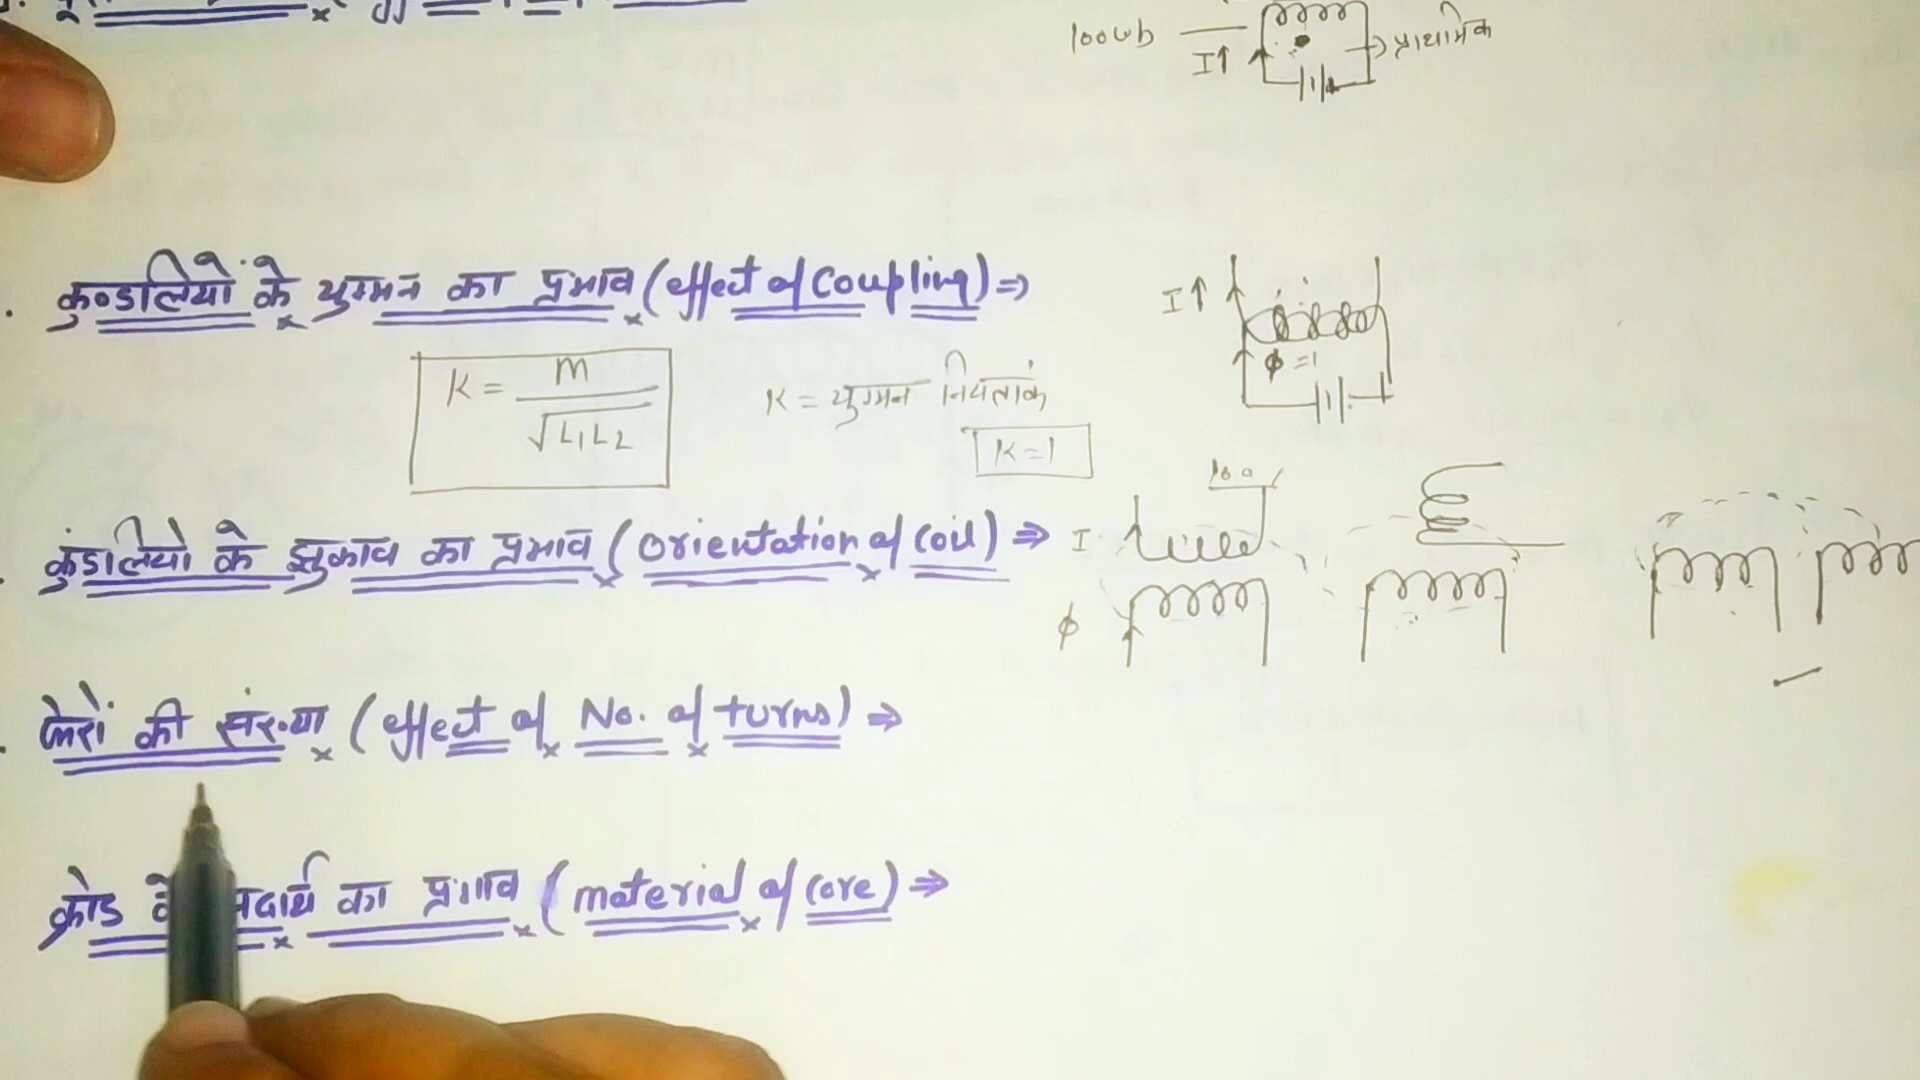 100wb
I↑
प्राथमिक
कुण्डलियों के युग्मन का प्रभाव (effect of coupling) ⇒
I↑
ϕ=1
K = M/√L1L2
K = युग्मन नियतांक
K=1
कुंडलियो के झुकाव का प्रभाव (orientation of coil) ⇒
I
ϕ
फेरों की संख्या (effect of No. of turns) ⇒
क्रोड पदार्थ का प्रभाव (material of core) ⇒